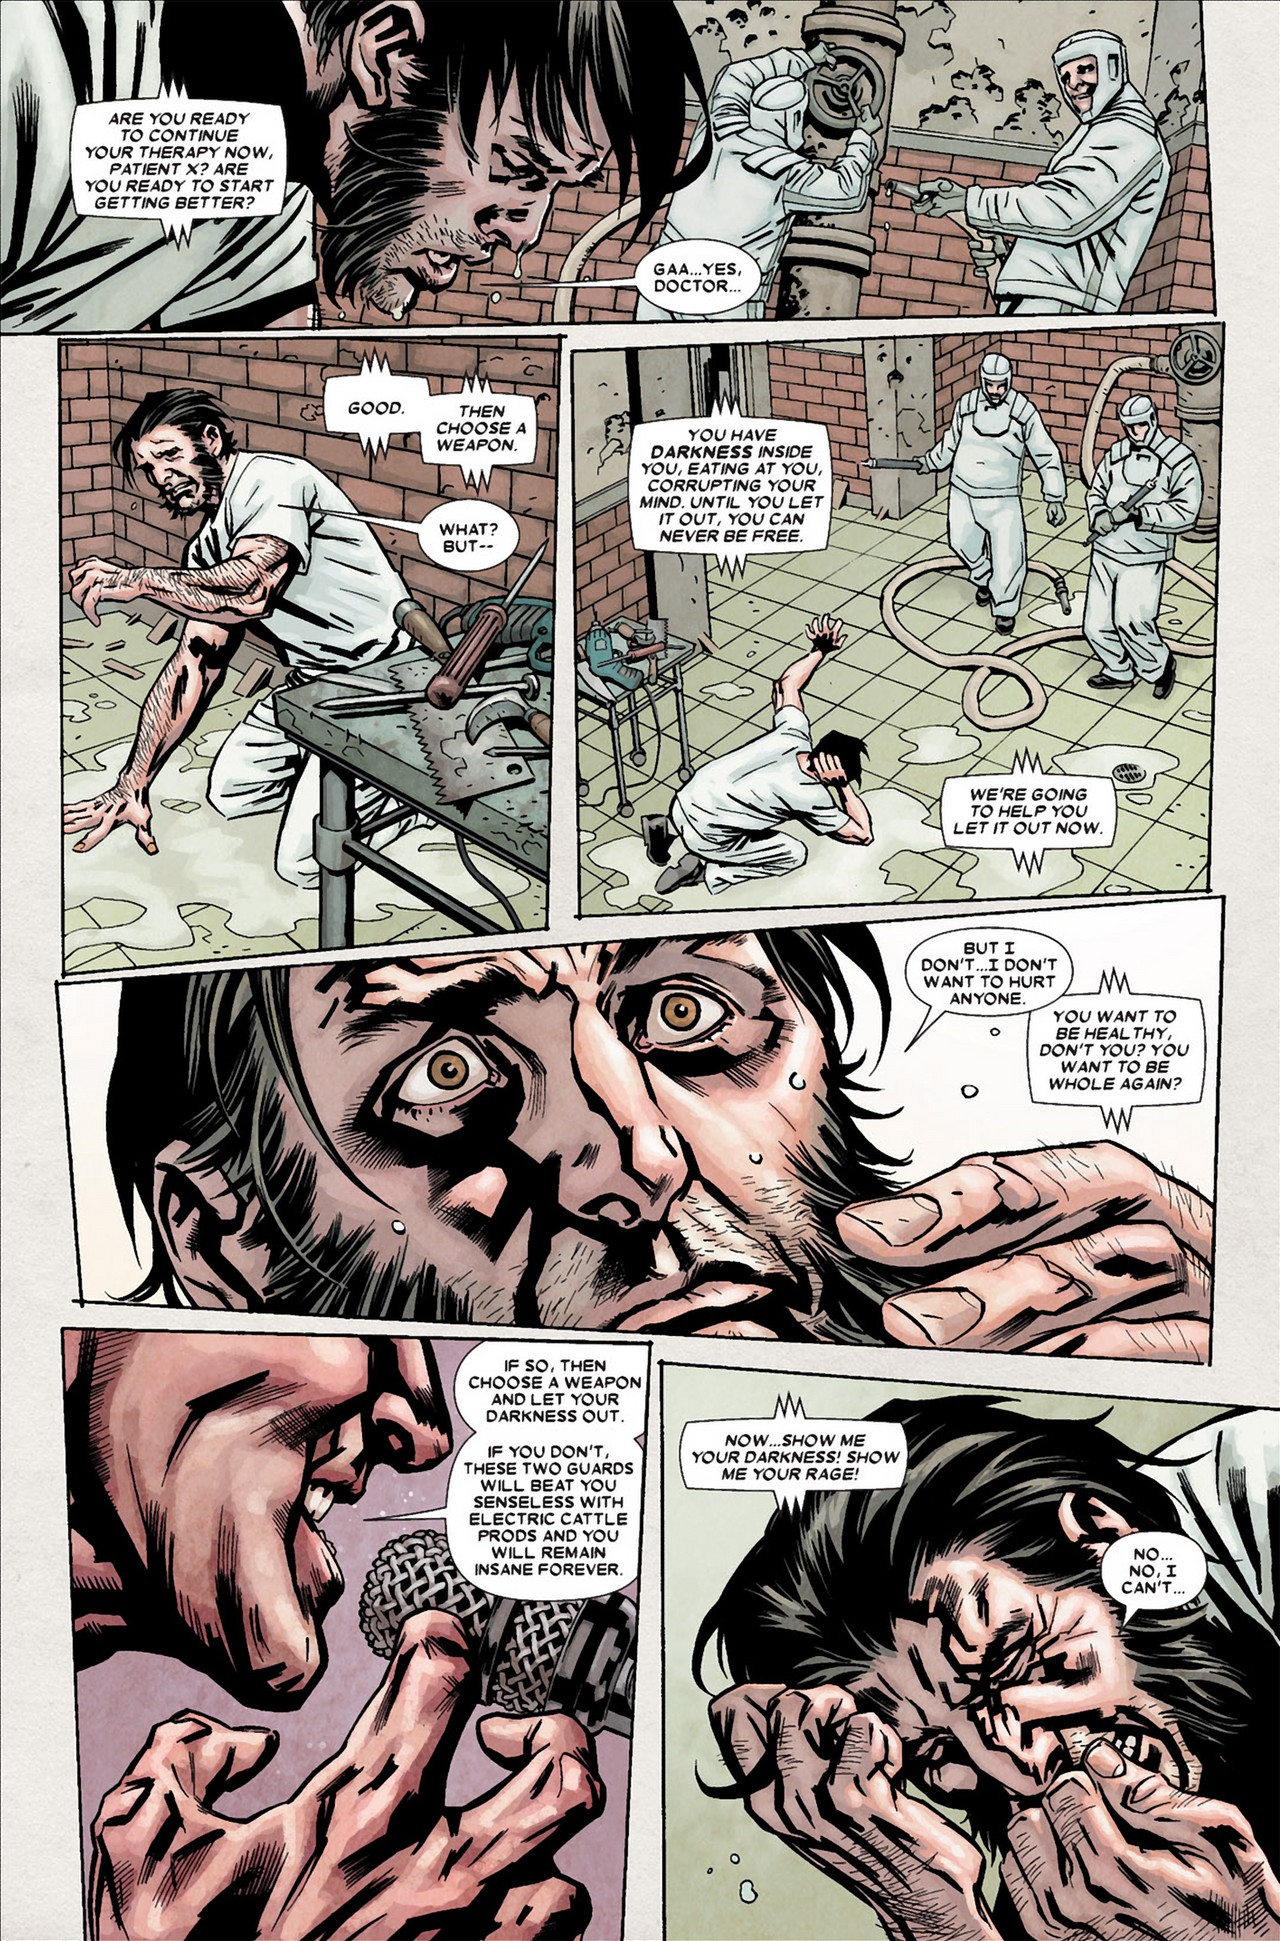 ARE YOU READY
TO CONTINUE
YOUR THERAPY NOW,
PATIENT X? ARE
YOU READY TO START
GETTING BETTER?
GAA...YES,
DOCTOR...
GOOD.
THEN
CHOOSE A
WEAPON.
WHAT?
BUT--
YOU HAVE
DARKNESS INSIDE
YOU, EATING AT YOU,
CORRUPTING YOUR
MIND. UNTIL YOU LET
IT OUT, YOU CAN
NEVER BE FREE.
WE'RE GOING
TO HELP YOU
LET IT OUT NOW.
BUT I
DON'T...I DON'T
WANT TO HURT
ANYONE.
YOU WANT TO
BE HEALTHY,
DON'T YOU? YOU
WANT TO BE
WHOLE AGAIN?
IF SO, THEN
CHOOSE A WEAPON
AND LET YOUR
DARKNESS OUT.
IF YOU DON'T,
THESE TWO GUARDS
WILL BEAT YOU
SENSELESS WITH
ELECTRIC CATTLE
PRODS AND YOU
WILL REMAIN
INSANE FOREVER.
NOW...SHOW ME
YOUR DARKNESS! SHOW
ME YOUR RAGE!
NO...
NO, I
CAN'T...